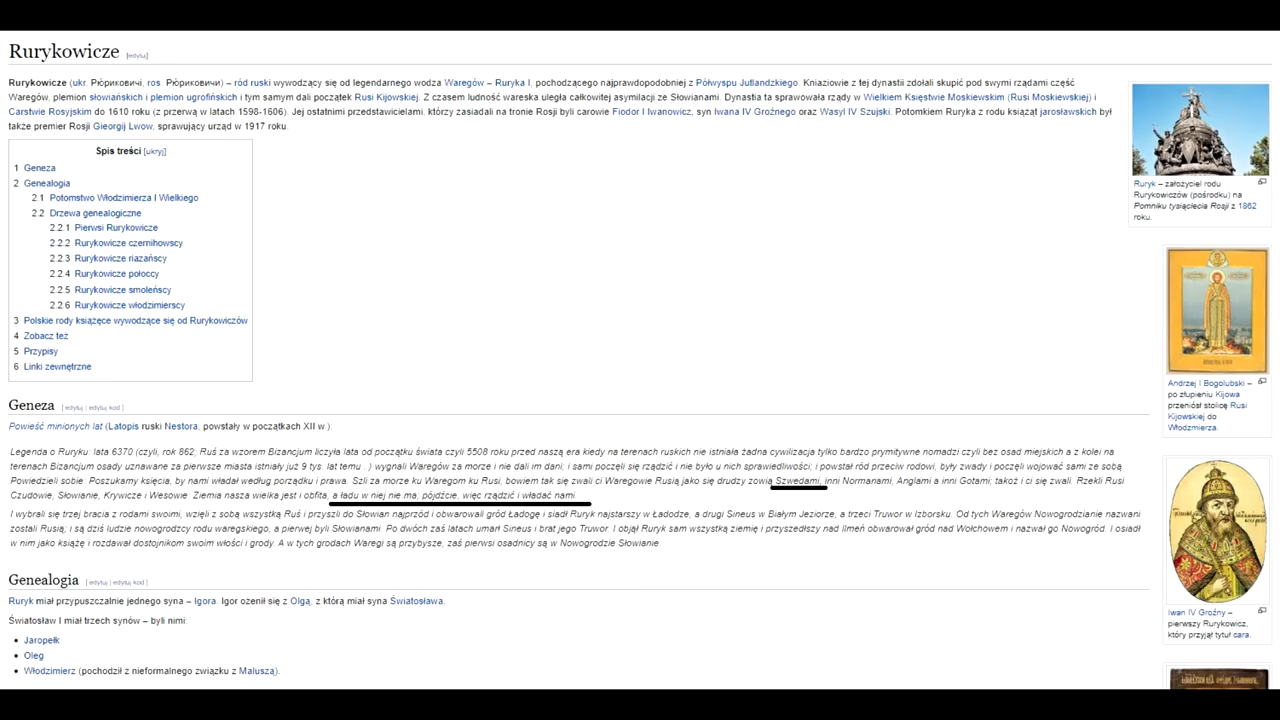 Rurykowicze [edytuj]
Rurykowicze (ukr. Рю́риковичі, ros. Рю́риковичи) – ród ruski wywodzący się od legendarnego wodza Waregów – Ruryka I, pochodzącego najprawdopodobniej z Półwyspu Jutlandzkiego. Kniaziowie z tej dynastii zdołali skupić pod swymi rządami część
Waregów, plemion słowiańskich i plemion ugrofińskich i tym samym dali początek Rusi Kijowskiej. Z czasem ludność wareska uległa całkowitej asymilacji ze Słowianami. Dynastia ta sprawowała rządy w Wielkiem Księstwie Moskiewskim (Rusi Moskiewskiej) i
Carstwie Rosyjskim do 1610 roku (z przerwą w latach 1598-1606). Jej ostatnimi przedstawicielami, którzy zasiadali na tronie Rosji byli carowie Fiodor I Iwanowicz, syn Iwana IV Groźnego oraz Wasyl IV Szujski. Potomkiem Ruryka z rodu książąt jarosławskich był
także premier Rosji Gieorgij Lwow, sprawujący urząd w 1917 roku.
Spis treści [ukryj]
1 Geneza
2 Genealogia
2.1 Potomstwo Włodzimierza I Wielkiego
2.2 Drzewa genealogiczne
2.2.1 Pierwsi Rurykowicze
2.2.2 Rurykowicze czernihowscy
2.2.3 Rurykowicze riazańscy
2.2.4 Rurykowicze połoccy
2.2.5 Rurykowicze smoleńscy
2.2.6 Rurykowicze włodzimierscy
3 Polskie rody książęce wywodzące się od Rurykowiczów
4 Zobacz też
5 Przypisy
6 Linki zewnętrzne
Ruryk – założyciel rodu
Rurykowiczów (pośrodku) na
Pomniku tysiąclecia Rosji z 1862
roku.
Andrzej I Bogolubski –
po złupieniu Kijowa
przeniósł stolicę Rusi
Kijowskiej do
Włodzimierza.
Geneza [ edytuj | edytuj kod ]
Powieść minionych lat (Latopis ruski Nestora, powstały w początkach XII w.):
Legenda o Ruryku: lata 6370 (czyli, rok 862; Ruś za wzorem Bizancjum liczyła lata od początku świata czyli 5508 roku przed naszą erą kiedy na terenach ruskich nie istniała żadna cywilizacja tylko bardzo prymitywne nomadzi czyli bez osad miejskich a z kolei na
terenach Bizancjum osady uznawane za pierwsze miasta istniały już 9 tys. lat temu...) wygnali Waregów za morze i nie dali im dani; i sami poczęli się rządzić i nie było u nich sprawiedliwości; i powstał ród przeciw rodowi, były zwady i poczęli wojować sami ze sobą.
Powiedzieli sobie: Poszukamy księcia, by nami władał według porządku i prawa. Szli za morze ku Waregom ku Rusi, bowiem tak się zwali ci Waregowie Rusią jako się drudzy zowią Szwedami, inni Normanami, Anglami a inni Gotami; takoż i ci się zwali. Rzekli Rusi
Czudowie, Słowianie, Krywicze i Wesowie: Ziemia nasza wielka jest i obfita, a ładu w niej nie ma; pójdźcie, więc rządzić i władać nami.
I wybrali się trzej bracia z rodami swoimi, wzięli z sobą wszystką Ruś i przyszli do Słowian najprzód i obwarowali gród Ładogę i siadł Ruryk najstarszy w Ładodze, a drugi Sineus w Białym Jeziorze, a trzeci Truwor w Izborsku. Od tych Waregów Nowogrodzianie nazwani
zostali Rusią; i są dziś ludzie nowogrodzcy rodu waregskiego, a pierwej byli Słowianami. Po dwóch zaś latach umarł Sineus i brat jego Truwor. I objął Ruryk sam wszystką ziemię i przyszedłszy nad Ilmeń obwarował gród nad Wołchowem i nazwał go Nowogród. I osiadł
w nim jako książę i rozdawał dostojnikom swoim włości i grody. A w tych grodach Waregi są przybysze, zaś pierwsi osadnicy są w Nowogrodzie Słowianie.
Genealogia [ edytuj | edytuj kod ]
Ruryk miał przypuszczalnie jednego syna – Igora. Igor ożenił się z Olgą, z którą miał syna Światosława.
Światosław I miał trzech synów – byli nimi:
Jaropełk
Oleg
Włodzimierz (pochodził z nieformalnego związku z Maluszą).
Iwan IV Groźny –
pierwszy Rurykowicz,
który przyjął tytuł cara.